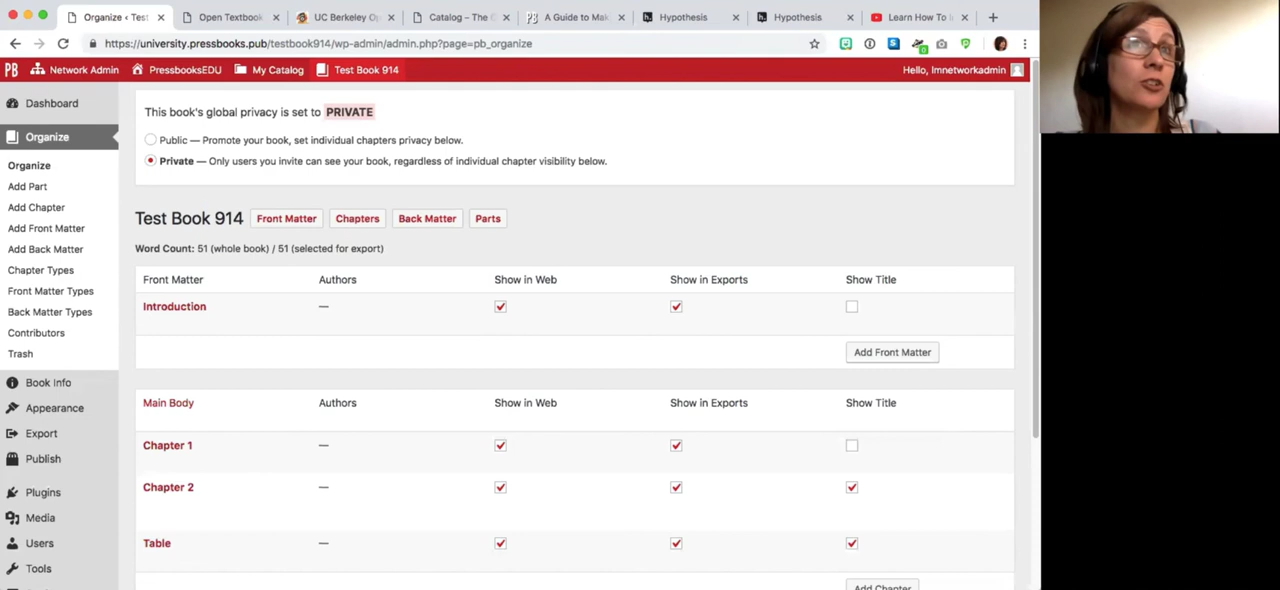 Organize ‹ Test
Open Textbook
UC Berkeley Op
Catalog – The
A Guide to Mak
Hypothesis
Hypothesis
Learn How To
https://university.pressbooks.pub/testbook914/wp-admin/admin.php?page=pb_organize
PB Network Admin PressbooksEDU My Catalog Test Book 914 Hello, lmnetworkadmin
Dashboard
Organize
Organize
Add Part
Add Chapter
Add Front Matter
Add Back Matter
Chapter Types
Front Matter Types
Back Matter Types
Contributors
Trash
Book Info
Appearance
Export
Publish
Plugins
Media
Users
Tools
This book's global privacy is set to PRIVATE
Public — Promote your book, set individual chapters privacy below.
Private — Only users you invite can see your book, regardless of individual chapter visibility below.
Test Book 914 Front Matter Chapters Back Matter Parts
Word Count: 51 (whole book) / 51 (selected for export)
Front Matter Authors Show in Web Show in Exports Show Title
Introduction —
Add Front Matter
Main Body Authors Show in Web Show in Exports Show Title
Chapter 1 —
Chapter 2 —
Table —
Add Chapter